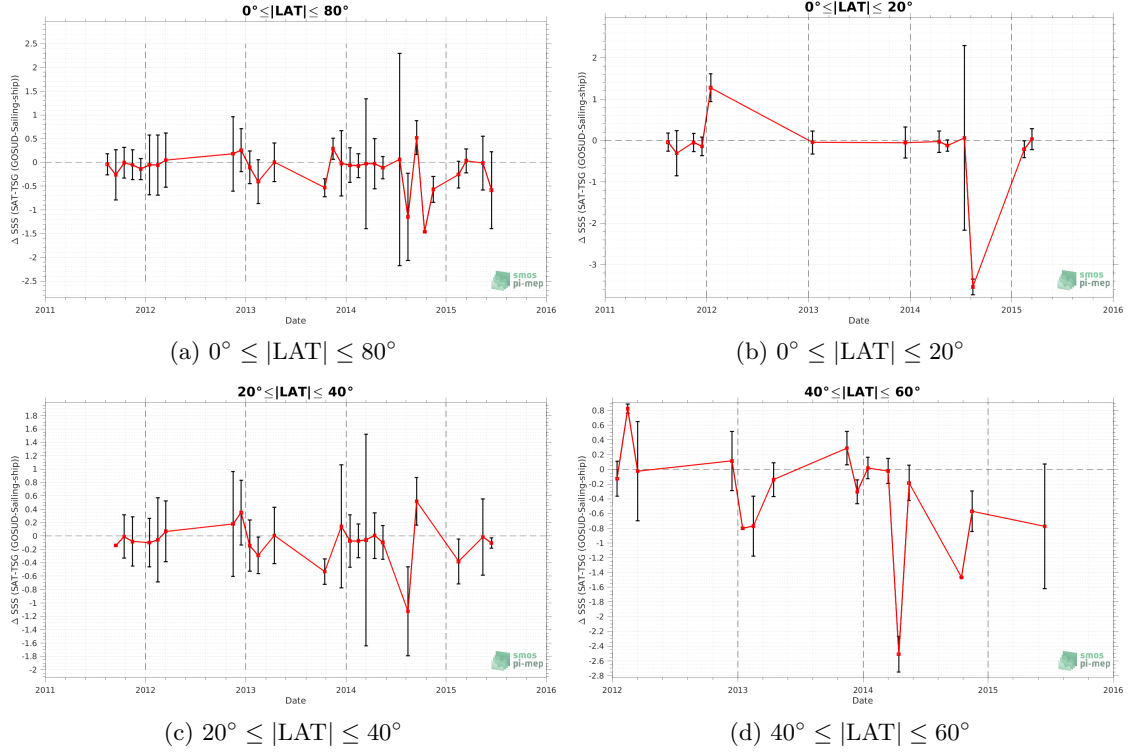 0°≤|LAT|≤ 80°
Δ SSS (SAT-TSG (GOSUD-Sailing-ship))
2.5
2
1.5
1
0.5
0
-0.5
-1
-1.5
-2
-2.5
2011 2012 2013 2014 2015 2016
Date
smos
pi-mep
(a) 0° ≤ |LAT| ≤ 80°
0°≤|LAT|≤ 20°
Δ SSS (SAT-TSG (GOSUD-Sailing-ship))
2
1
0
-1
-2
-3
2011 2012 2013 2014 2015 2016
Date
smos
pi-mep
(b) 0° ≤ |LAT| ≤ 20°
20°≤|LAT|≤ 40°
Δ SSS (SAT-TSG (GOSUD-Sailing-ship))
1.8
1.6
1.4
1.2
1
0.8
0.6
0.4
0.2
0
-0.2
-0.4
-0.6
-0.8
-1
-1.2
-1.4
-1.6
-1.8
-2
2011 2012 2013 2014 2015 2016
Date
smos
pi-mep
(c) 20° ≤ |LAT| ≤ 40°
40°≤|LAT|≤ 60°
Δ SSS (SAT-TSG (GOSUD-Sailing-ship))
0.8
0.6
0.4
0.2
0
-0.2
-0.4
-0.6
-0.8
-1
-1.2
-1.4
-1.6
-1.8
-2
-2.2
-2.4
-2.6
-2.8
2012 2013 2014 2015 2016
Date
smos
pi-mep
(d) 40° ≤ |LAT| ≤ 60°